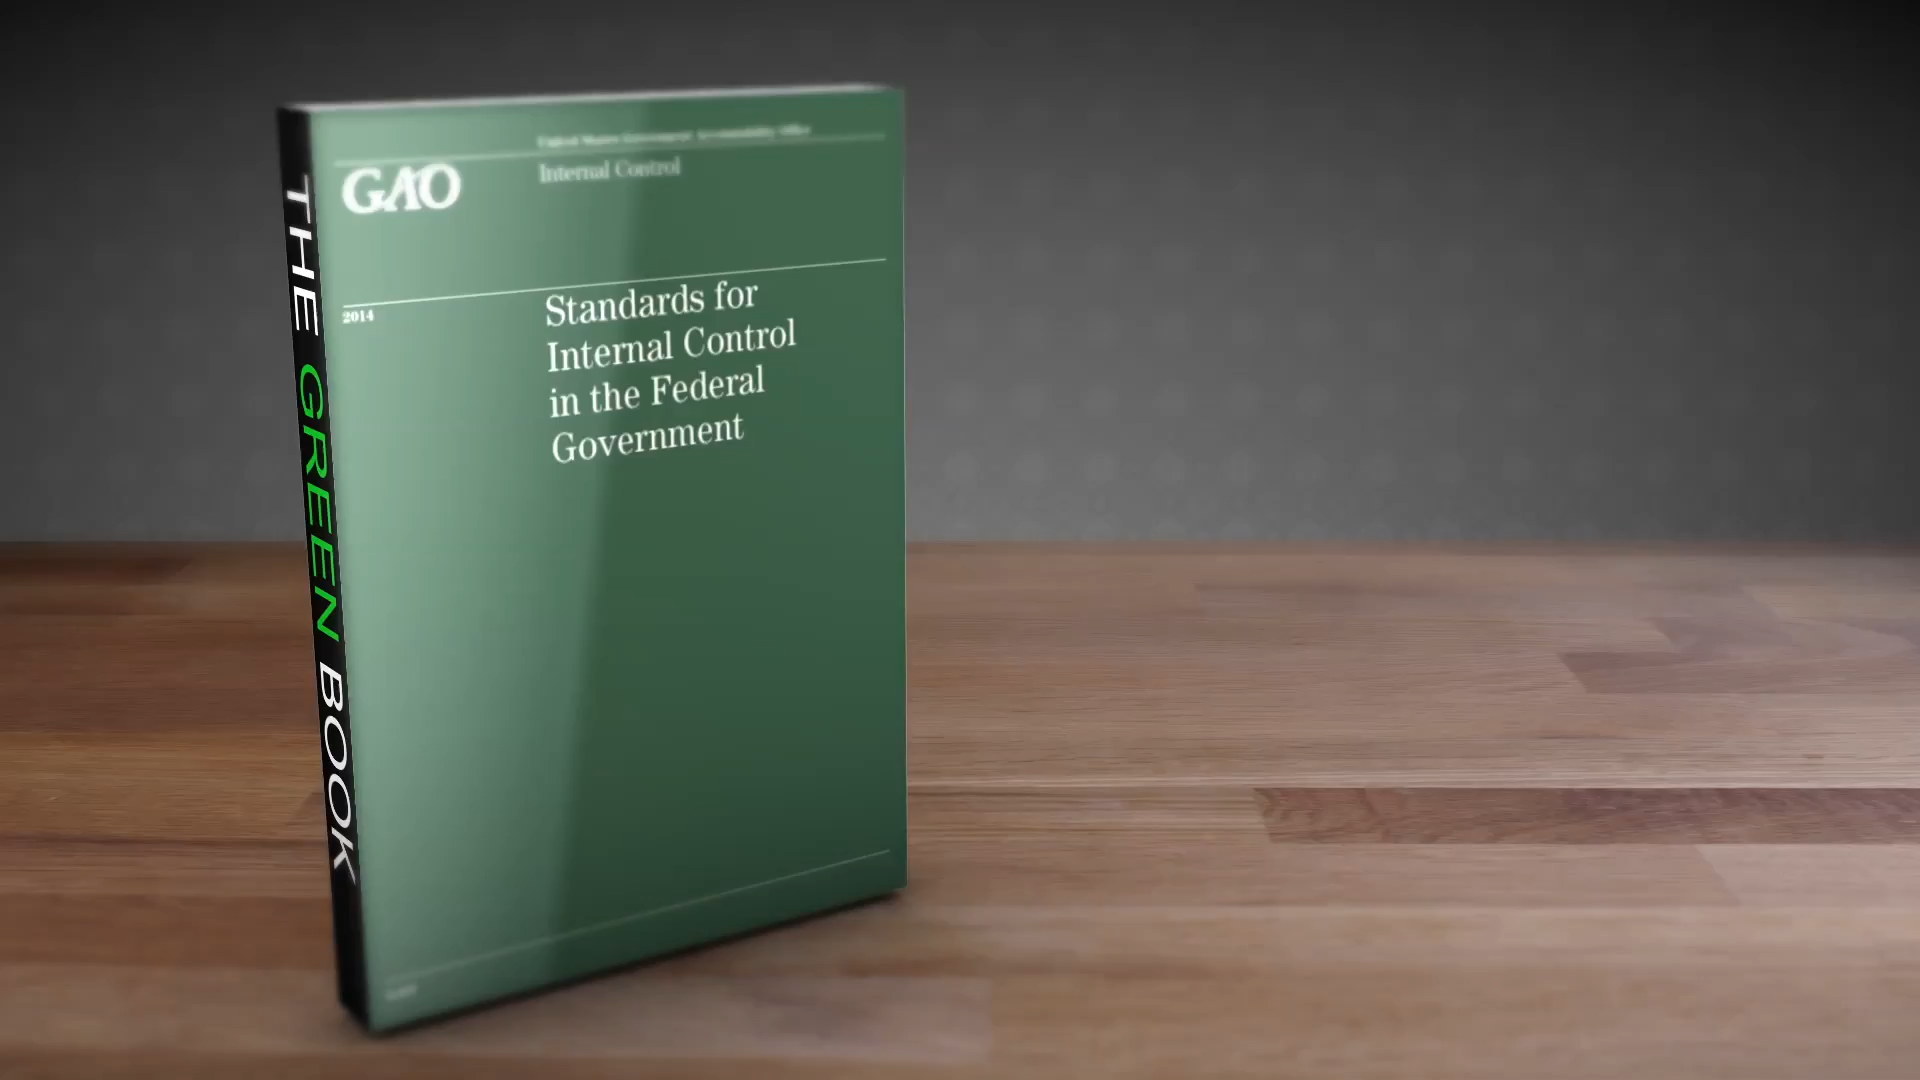 THE GREEN BOOK
United States Government Accountability Office
GAO
Internal Control
2014
Standards for
Internal Control
in the Federal
Government